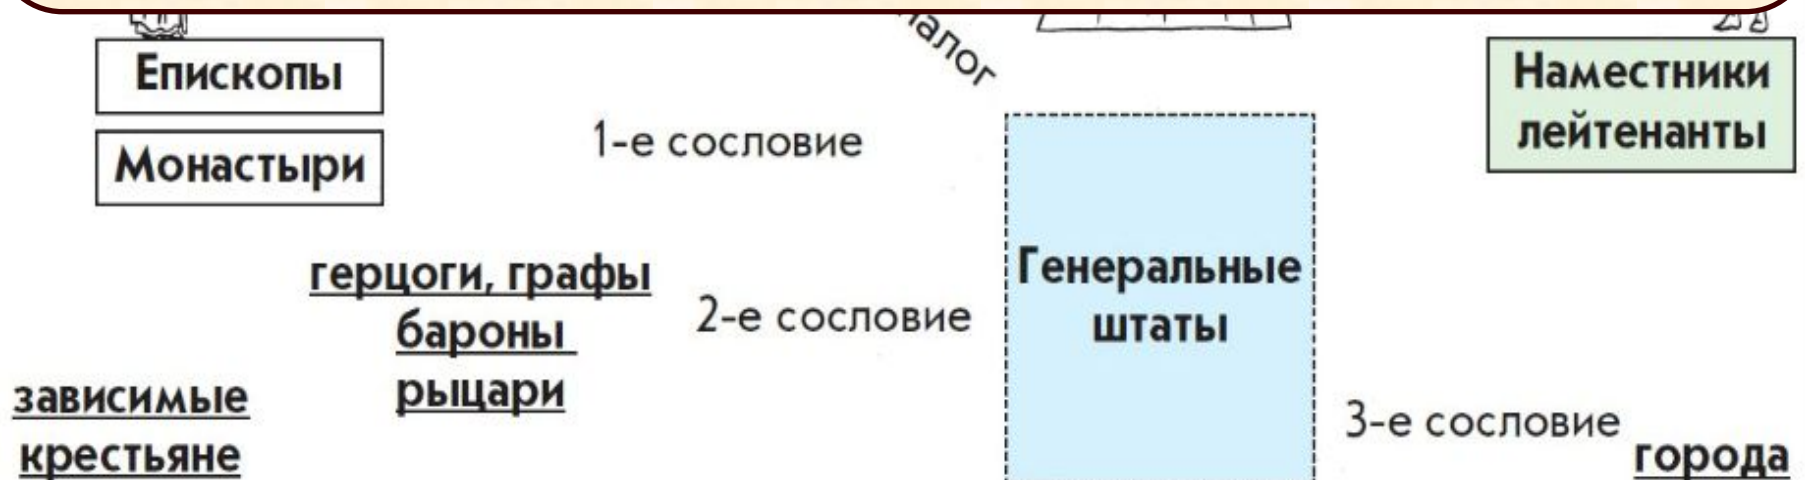 налог
Епископы
Монастыри
1-е сословие
Наместники
лейтенанты
герцоги, графы
бароны
рыцари
2-е сословие
Генеральные
штаты
зависимые
крестьяне
3-е сословие
города